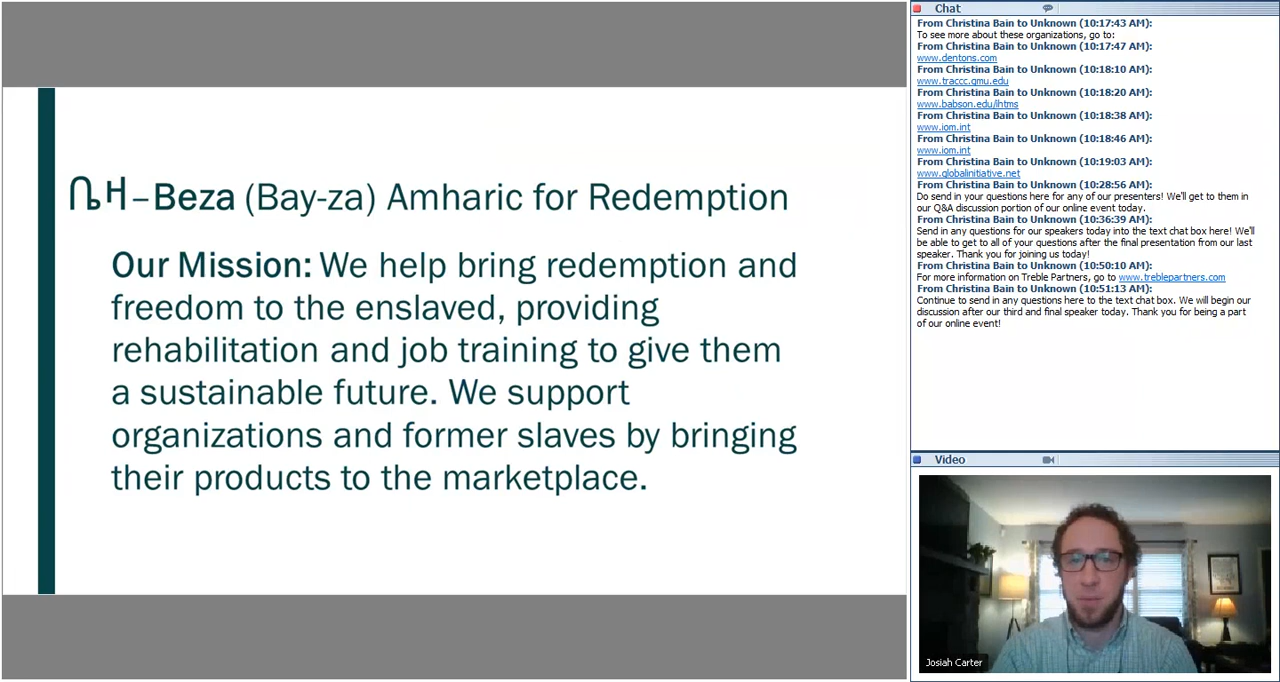 ቤዛ – Beza (Bay-za) Amharic for Redemption
Our Mission: We help bring redemption and
freedom to the enslaved, providing
rehabilitation and job training to give them
a sustainable future. We support
organizations and former slaves by bringing
their products to the marketplace.
Chat
From Christina Bain to Unknown (10:17:43 AM):
To see more about these organizations, go to:
From Christina Bain to Unknown (10:17:47 AM):
www.dentons.com
From Christina Bain to Unknown (10:18:10 AM):
www.traccc.gmu.edu
From Christina Bain to Unknown (10:18:20 AM):
www.babson.edu/lhtms
From Christina Bain to Unknown (10:18:38 AM):
www.iom.int
From Christina Bain to Unknown (10:18:46 AM):
www.iom.int
From Christina Bain to Unknown (10:19:03 AM):
www.globalinitiative.net
From Christina Bain to Unknown (10:28:56 AM):
Do send in your questions here for any of our presenters! We'll get to them in
our Q&A discussion portion of our online event today.
From Christina Bain to Unknown (10:36:39 AM):
Send in any questions for our speakers today into the text chat box here! We'll
be able to get to all of your questions after the final presentation from our last
speaker. Thank you for joining us today!
From Christina Bain to Unknown (10:50:10 AM):
For more information on Treble Partners, go to www.treblepartners.com
From Christina Bain to Unknown (10:51:13 AM):
Continue to send in any questions here to the text chat box. We will begin our
discussion after our third and final speaker today. Thank you for being a part
of our online event!
Video
Josiah Carter